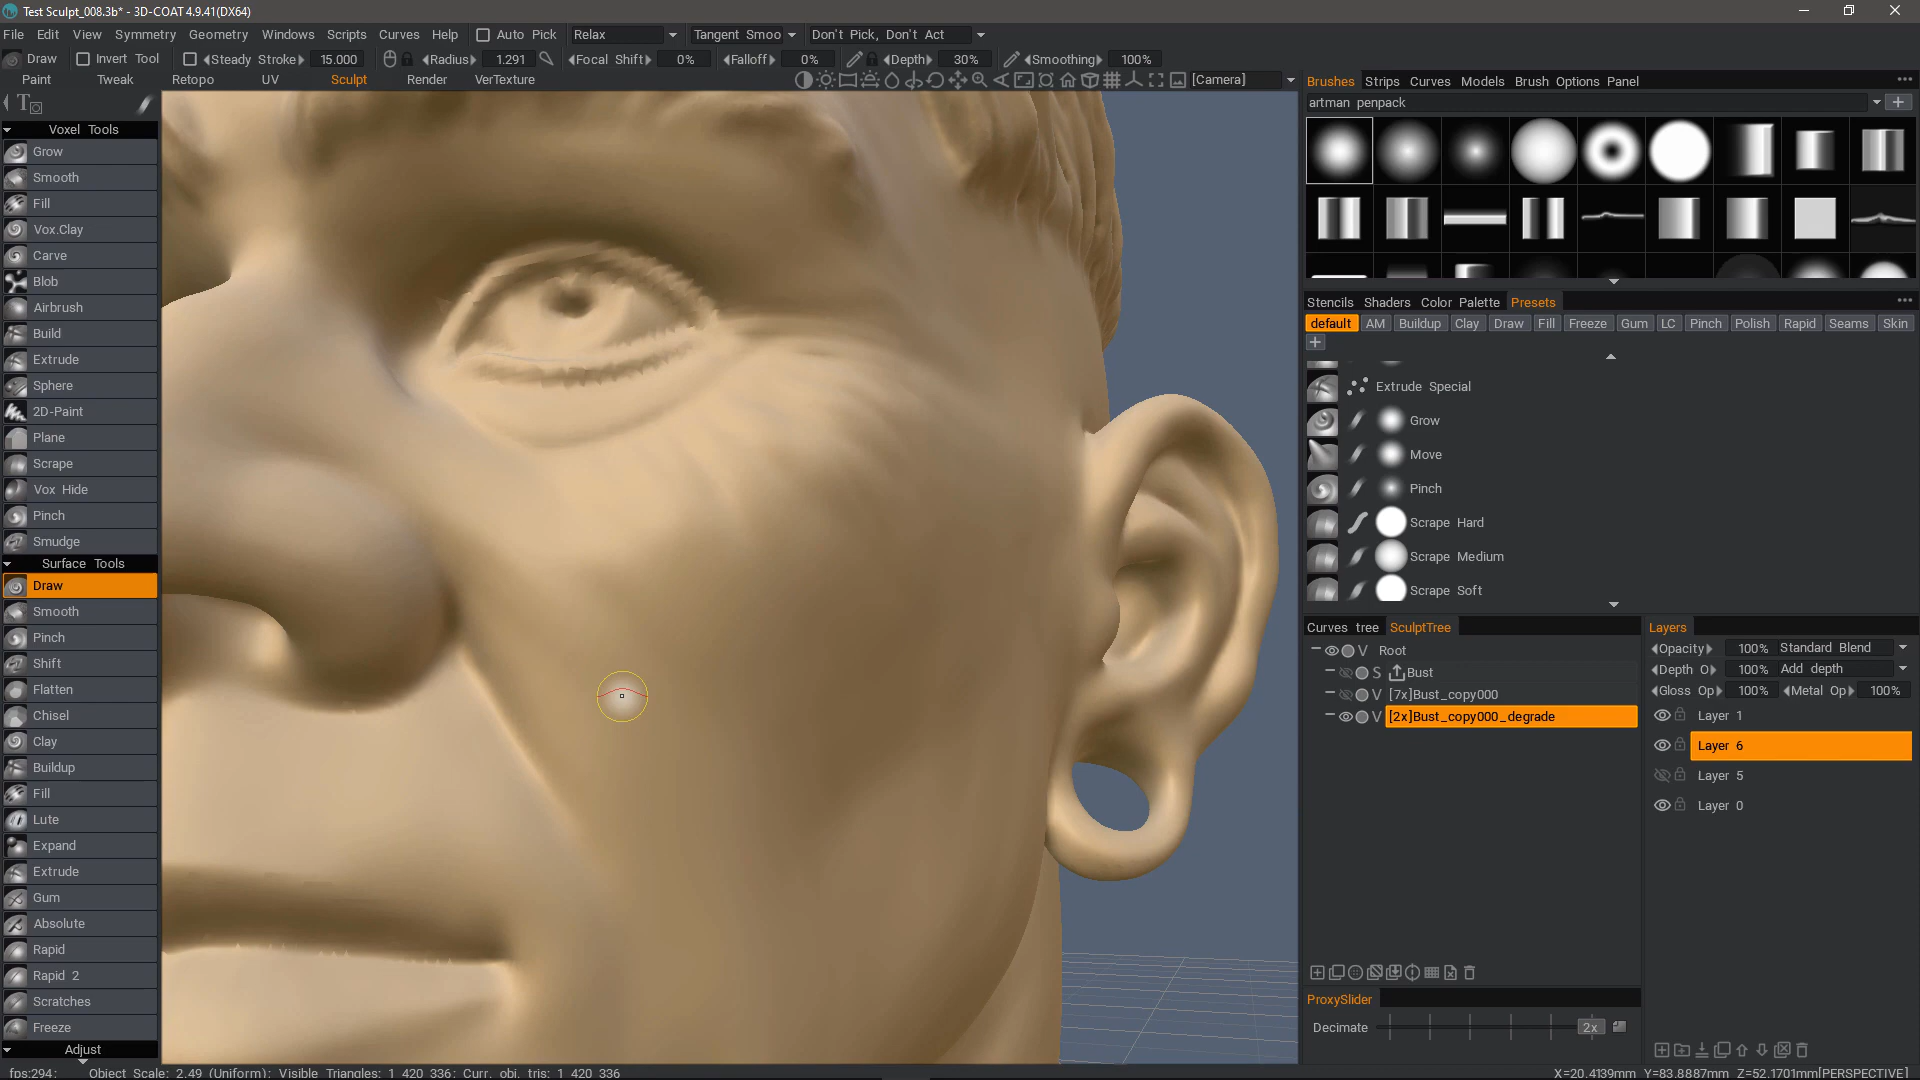 Test Sculpt_008.3b* - 3D-COAT 4.9.41(DX64)
File Edit View Symmetry Geometry Windows Scripts Curves Help Auto Pick Relax Tangent Smoo Don't Pick, Don't Act
Draw Invert Tool Steady Stroke 15.000 Radius 1.291 Focal Shift 0% Falloff 0% Depth 30% Smoothing 100%
Paint Tweak Retopo UV Sculpt Render VerTexture [Camera]
Voxel Tools
Grow
Smooth
Fill
Vox.Clay
Carve
Blob
Airbrush
Build
Extrude
Sphere
2D-Paint
Plane
Scrape
Vox Hide
Pinch
Smudge
Surface Tools
Draw
Smooth
Pinch
Shift
Flatten
Chisel
Clay
Buildup
Fill
Lute
Expand
Extrude
Gum
Absolute
Rapid
Rapid 2
Scratches
Freeze
Adjust
Brushes Strips Curves Models Brush Options Panel
artman penpack
Stencils Shaders Color Palette Presets
default AM Buildup Clay Draw Fill Freeze Gum LC Pinch Polish Rapid Seams Skin
Extrude Special
Grow
Move
Pinch
Scrape Hard
Scrape Medium
Scrape Soft
Curves tree SculptTree
Root
S Bust
V [7x]Bust_copy000
V [2x]Bust_copy000_degrade
ProxySlider
Decimate 2x
Layers
Opacity 100% Standard Blend
Depth O 100% Add depth
Gloss Op 100% Metal Op 100%
Layer 1
Layer 6
Layer 5
Layer 0
fps:294; Object Scale: 2.49 (Uniform); Visible Triangles: 1 420 336; Curr. obj. tris: 1 420 336 X=20.4139mm Y=83.8887mm Z=52.1701mm[PERSPECTIVE]